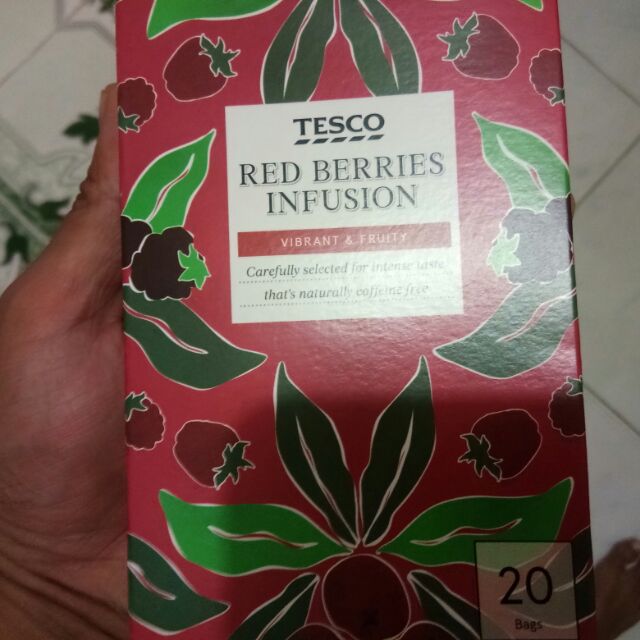 TESCO
RED BERRIES
INFUSION
VIBRANT & FRUITY
Carefully selected for intense taste
that's naturally caffeine free
20
Bags